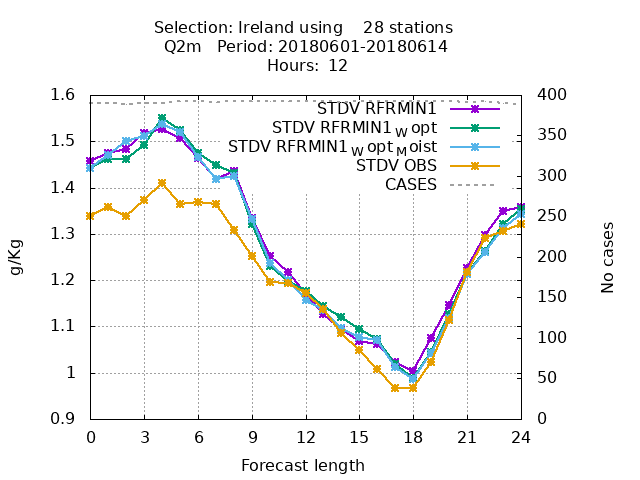 Selection: Ireland using 28 stations
Q2m Period: 20180601-20180614
Hours: 12
STDV RFRMIN1
STDV RFRMIN1_Wopt
STDV RFRMIN1_Wopt_Moist
STDV OBS
CASES
g/Kg
1.6
1.5
1.4
1.3
1.2
1.1
1
0.9
No cases
400
350
300
250
200
150
100
50
0
0 3 6 9 12 15 18 21 24
Forecast length